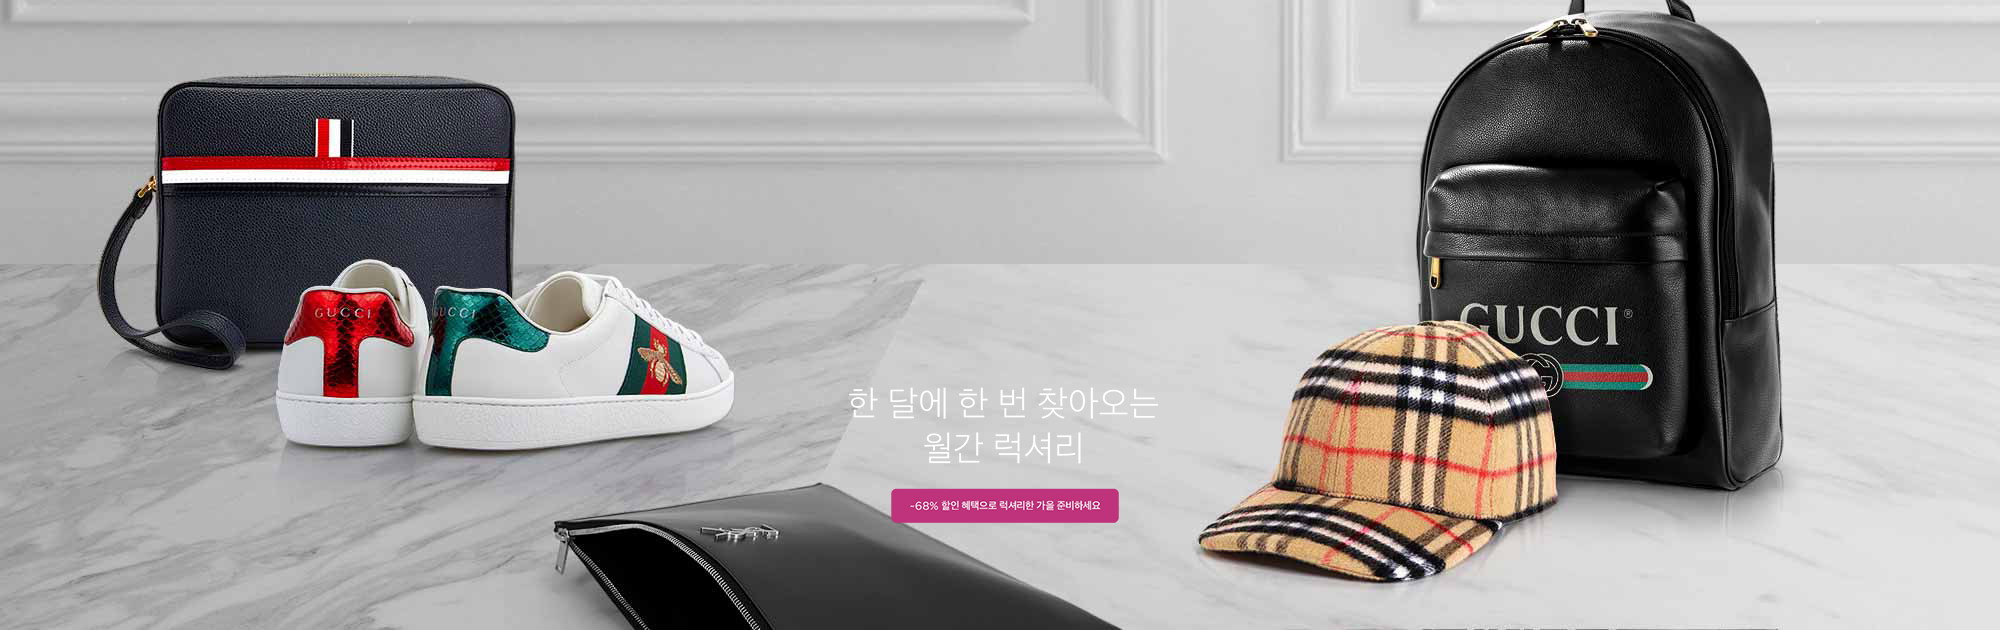 GUCCI
GUCCI
GUCCI®
한 달에 한 번 찾아오는
월간 럭셔리
-68% 할인 혜택으로 럭셔리한 가을 준비하세요